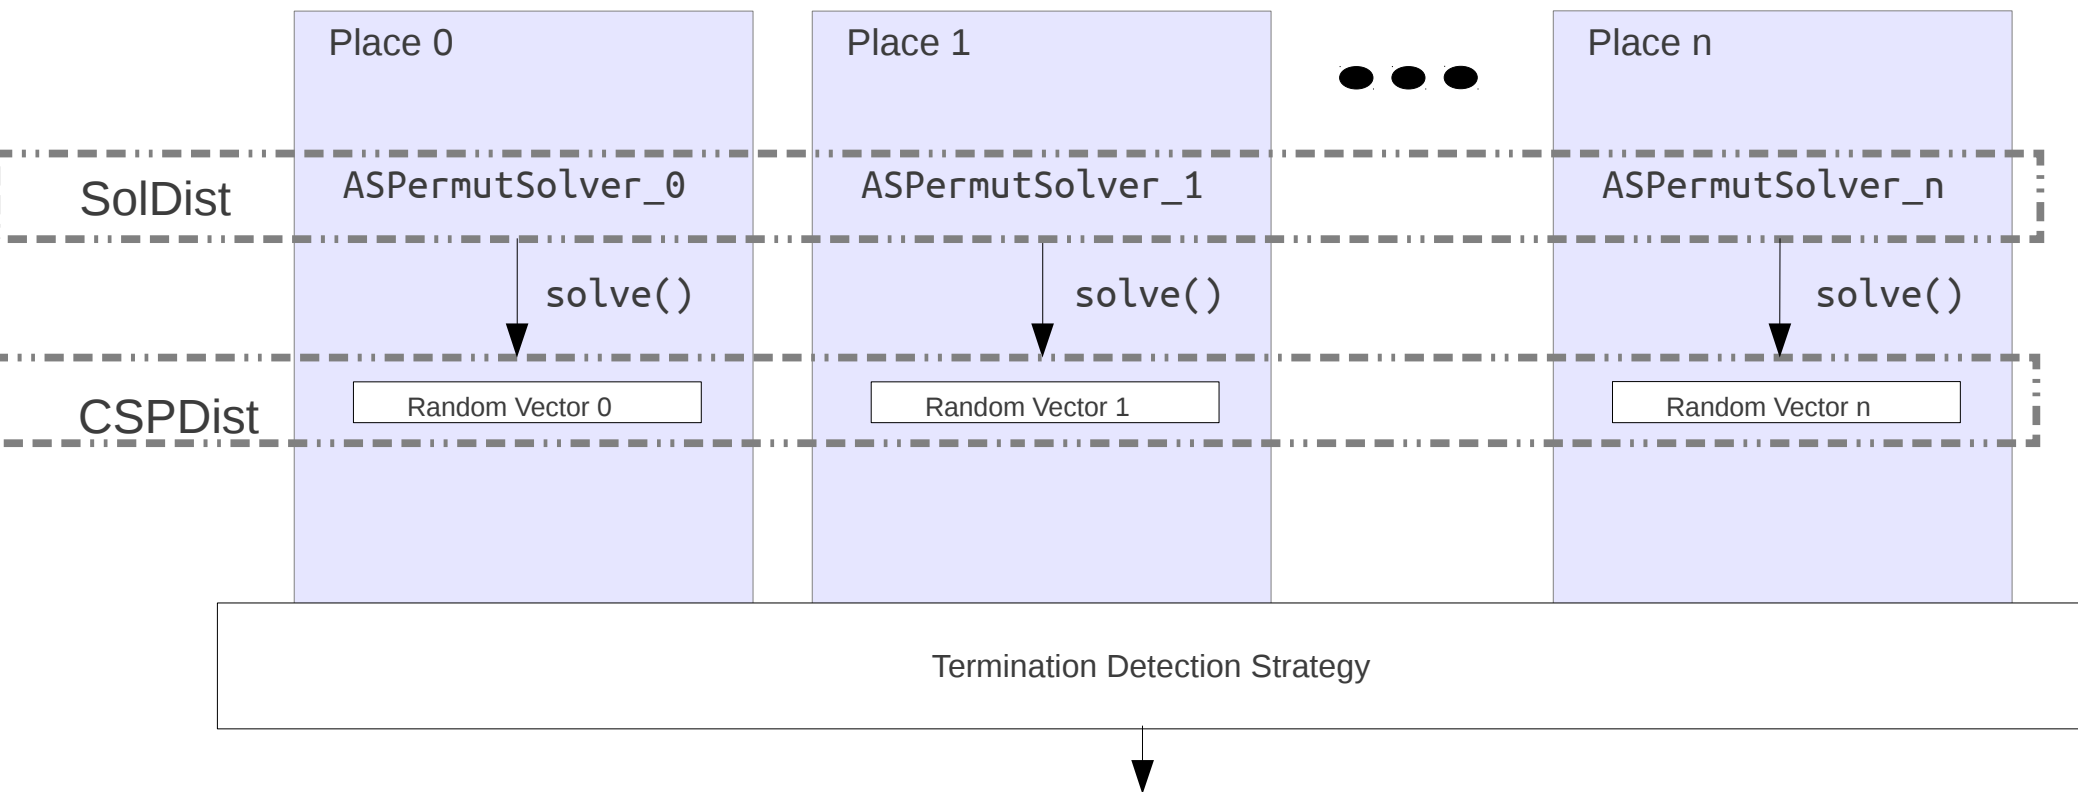 Place 0
Place 1
Place n
SolDist
ASPermutSolver_0
ASPermutSolver_1
ASPermutSolver_n
solve()
solve()
solve()
CSPDist
Random Vector 0
Random Vector 1
Random Vector n
Termination Detection Strategy